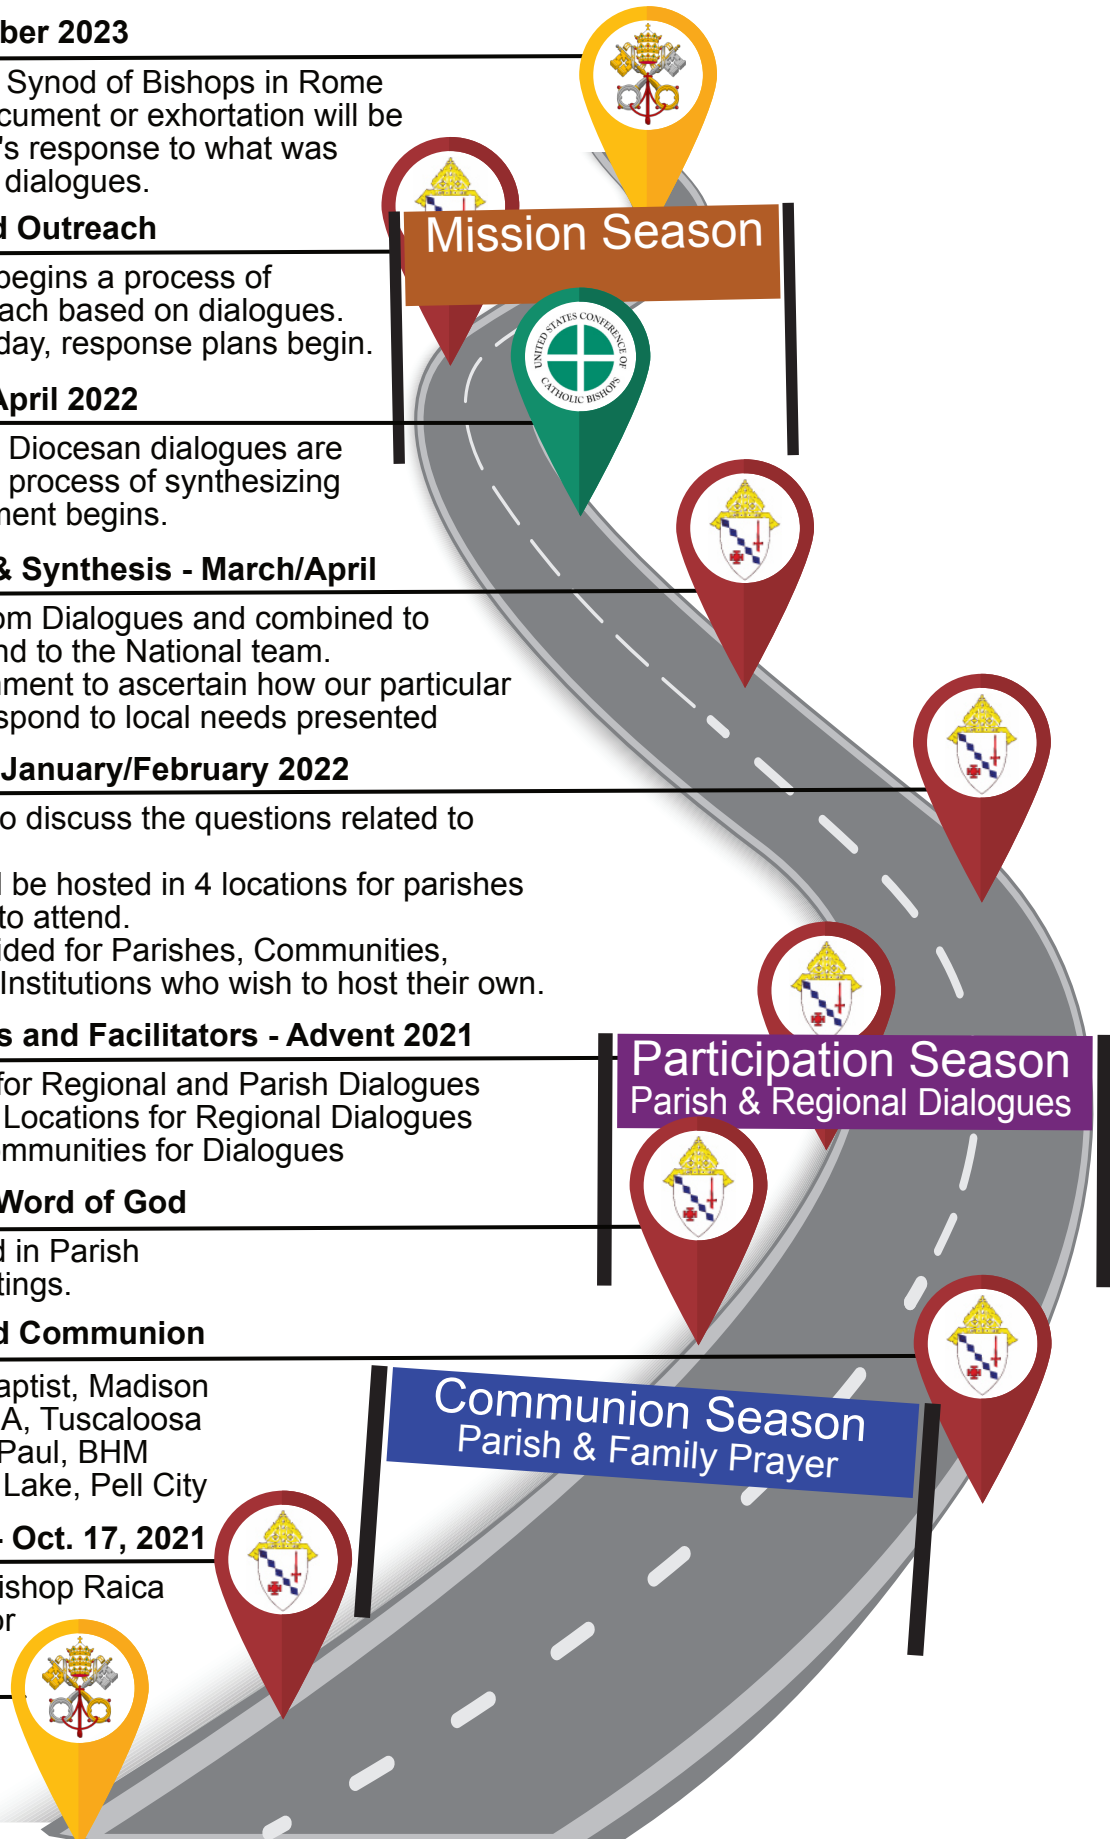 ber 2023
Synod of Bishops in Rome
cument or exhortation will be
's response to what was
dialogues.
d Outreach
Mission Season
begins a process of
ach based on dialogues.
day, response plans begin.
UNITED STATES CONFERENCE OF
CATHOLIC BISHOPS
April 2022
Diocesan dialogues are
process of synthesizing
ment begins.
& Synthesis - March/April
om Dialogues and combined to
nd to the National team.
nment to ascertain how our particular
spond to local needs presented
January/February 2022
o discuss the questions related to
l be hosted in 4 locations for parishes
to attend.
ided for Parishes, Communities,
Institutions who wish to host their own.
s and Facilitators - Advent 2021
Participation Season
Parish & Regional Dialogues
for Regional and Parish Dialogues
Locations for Regional Dialogues
ommunities for Dialogues
Word of God
d in Parish
tings.
d Communion
aptist, Madison
A, Tuscaloosa
Paul, BHM
Lake, Pell City
Communion Season
Parish & Family Prayer
- Oct. 17, 2021
ishop Raica
or